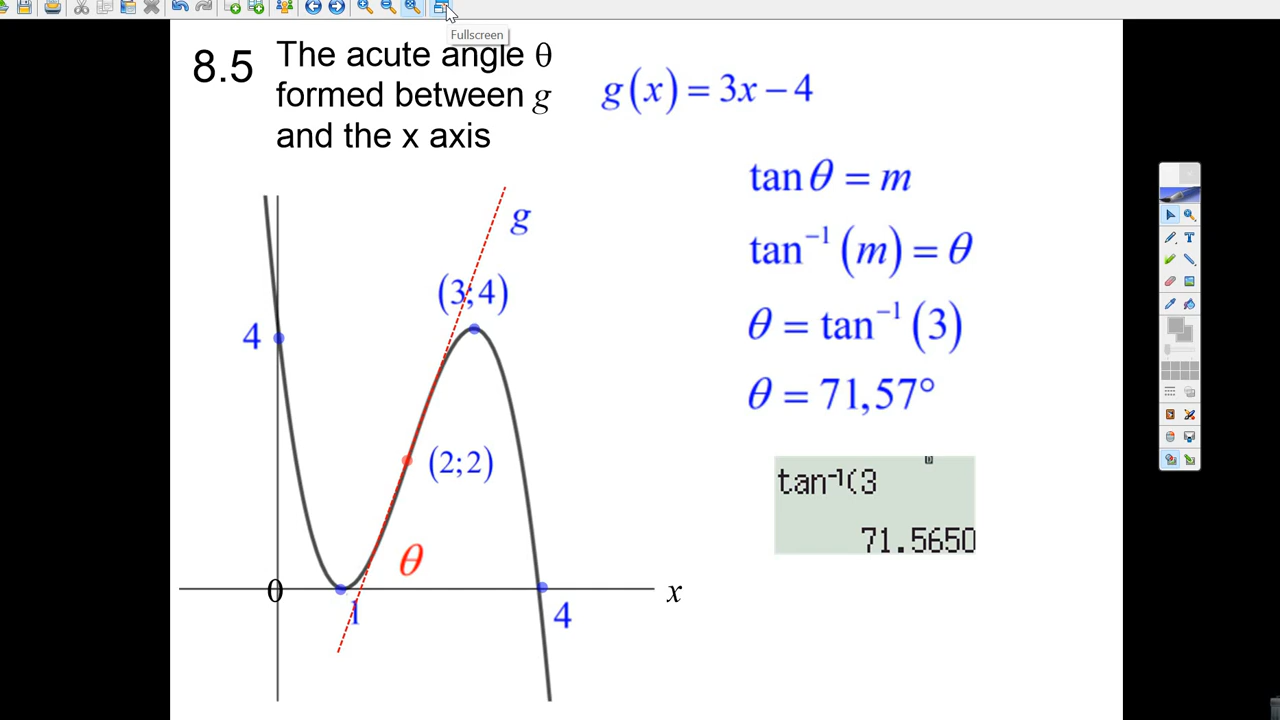 Fullscreen
8.5 The acute angle θ
formed between g
and the x axis
g(x) = 3x − 4
tan θ = m
tan⁻¹(m) = θ
θ = tan⁻¹(3)
θ = 71,57°
tan⁻¹(3
71.5650
g
(3;4)
4
(2;2)
θ
0
x
1
4